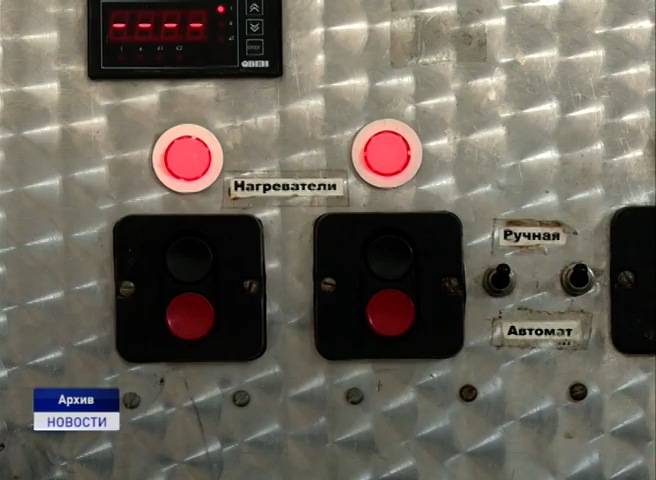 - - - -
Нагреватели
Ручная
Автомат
Архив
НОВОСТИ